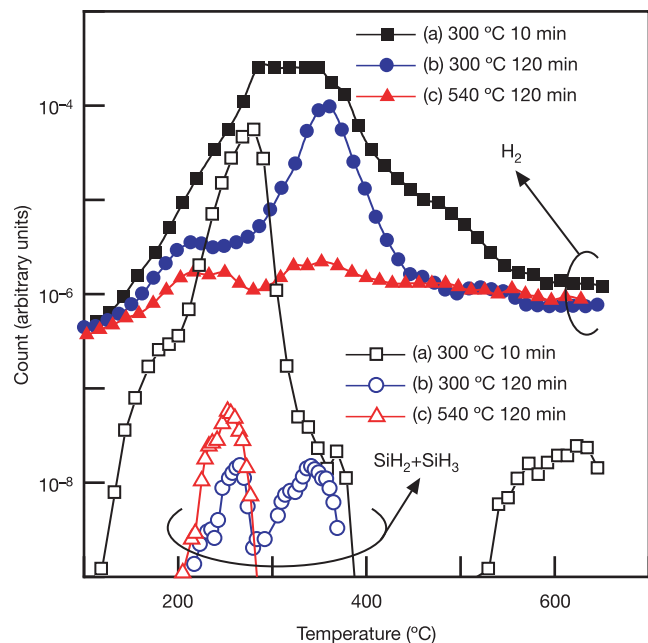 (a) 300 ºC 10 min
(b) 300 ºC 120 min
(c) 540 ºC 120 min
H2
10-4
10-6
10-8
Count (arbitrary units)
(a) 300 ºC 10 min
(b) 300 ºC 120 min
(c) 540 ºC 120 min
SiH2+SiH3
200
400
600
Temperature (ºC)